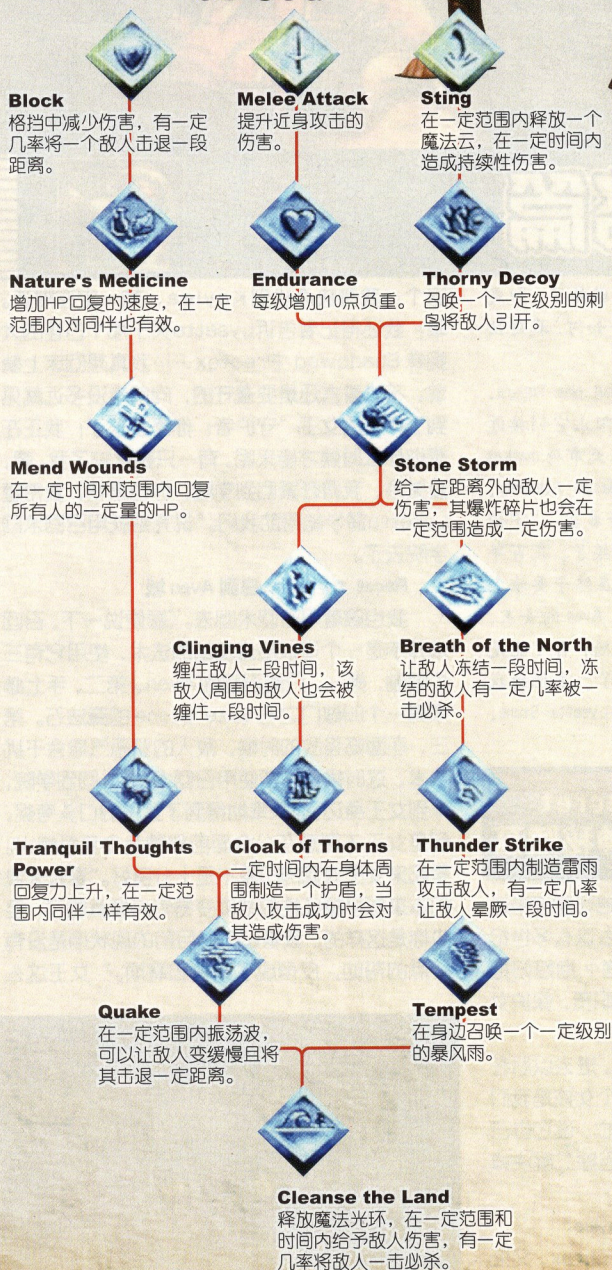 Block
格挡中减少伤害，有一定
几率将一个敌人击退一段
距离。
Melee Attack
提升近身攻击的
伤害。
Sting
在一定范围内释放一个
魔法云，在一定时间内
造成持续性伤害。
Nature's Medicine
增加HP回复的速度，在一定
范围内对同伴也有效。
Endurance
每级增加10点负重。
Thorny Decoy
召唤一个一定级别的刺
鸟将敌人引开。
Mend Wounds
在一定时间和范围内回复
所有人的一定量的HP。
Stone Storm
给一定距离外的敌人一定
伤害，其爆炸碎片也会在
一定范围造成一定伤害。
Clinging Vines
缠住敌人一段时间，该
敌人周围的敌人也会被
缠住一段时间。
Breath of the North
让敌人冻结一段时间，冻
结的敌人有一定几率被一
击必杀。
Tranquil Thoughts
Power
回复力上升，在一定范
围内同伴一样有效。
Cloak of Thorns
一定时间内在身体周
围制造一个护盾，当
敌人攻击成功时会对
其造成伤害。
Thunder Strike
在一定范围内制造雷雨
攻击敌人，有一定几率
让敌人晕厥一段时间。
Quake
在一定范围内振荡波，
可以让敌人变缓慢且将
其击退一定距离。
Tempest
在身边召唤一个一定级别
的暴风雨。
Cleanse the Land
释放魔法光环，在一定范围和
时间内给予敌人伤害，有一定
几率将敌人一击必杀。